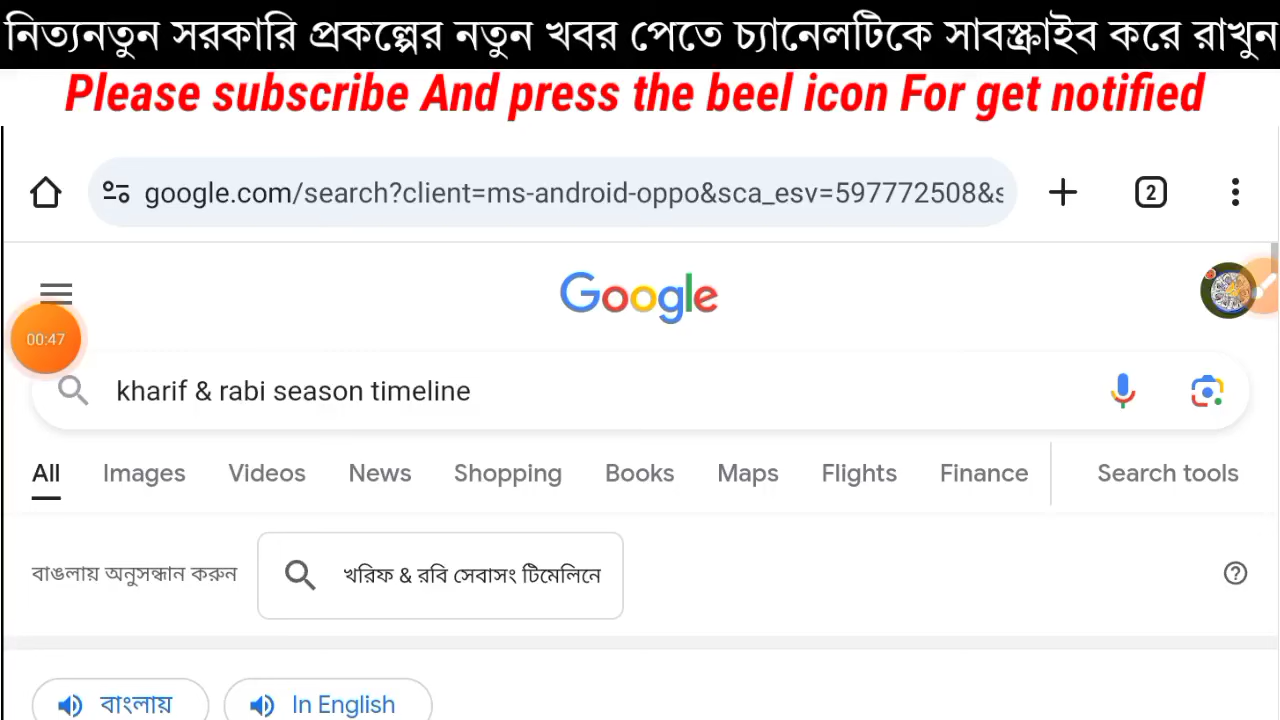 নিত্যনতুন সরকারি প্রকল্পের নতুন খবর পেতে চ্যানেলটিকে সাবস্ক্রাইব করে রাখুন
Please subscribe And press the beel icon For get notified
google.com/search?client=ms-android-oppo&sca_esv=597772508&s
2
Google
00:47
kharif & rabi season timeline
All Images Videos News Shopping Books Maps Flights Finance Search tools
বাঙলায় অনুসন্ধান করুন খরিফ & রবি সেবাসং টিমেলিনে
বাংলায় In English